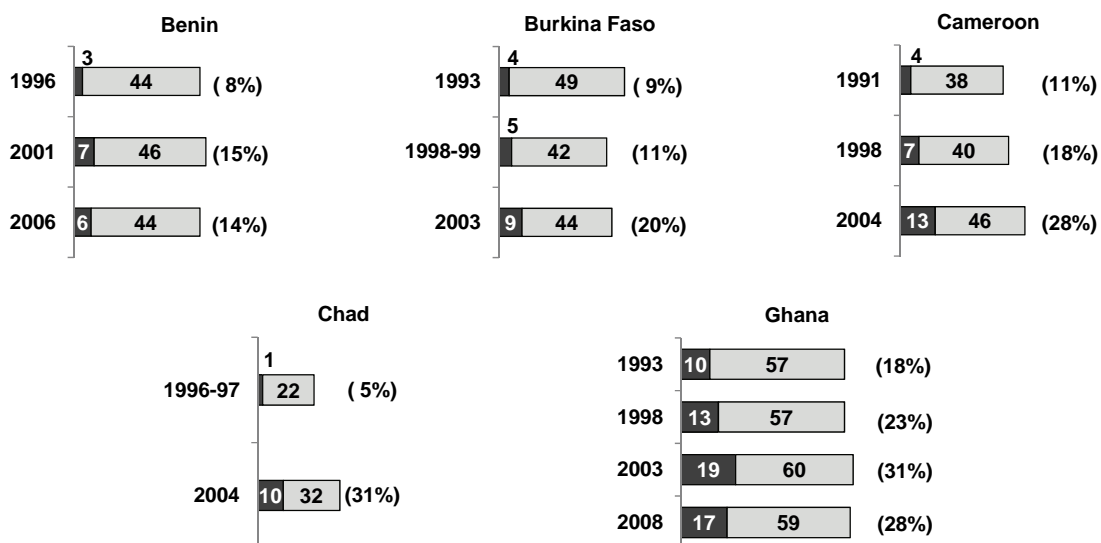 Benin
3
1996 44 ( 8%)
2001 7 46 (15%)
2006 6 44 (14%)
Burkina Faso
4
1993 49 ( 9%)
5
1998-99 42 (11%)
2003 9 44 (20%)
Cameroon
4
1991 38 (11%)
1998 7 40 (18%)
2004 13 46 (28%)
Chad
1
1996-97 22 ( 5%)
2004 10 32 (31%)
Ghana
1993 10 57 (18%)
1998 13 57 (23%)
2003 19 60 (31%)
2008 17 59 (28%)